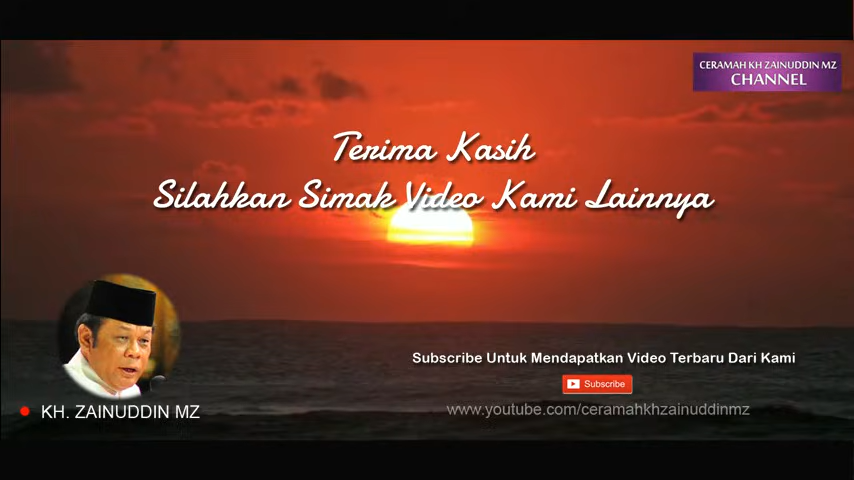 CERAMAH KH ZAINUDDIN MZ
CHANNEL
Terima Kasih
Silahkan Simak Video Kami Lainnya
Subscribe Untuk Mendapatkan Video Terbaru Dari Kami
Subscribe
KH. ZAINUDDIN MZ
www.youtube.com/ceramahkhzainuddinmz